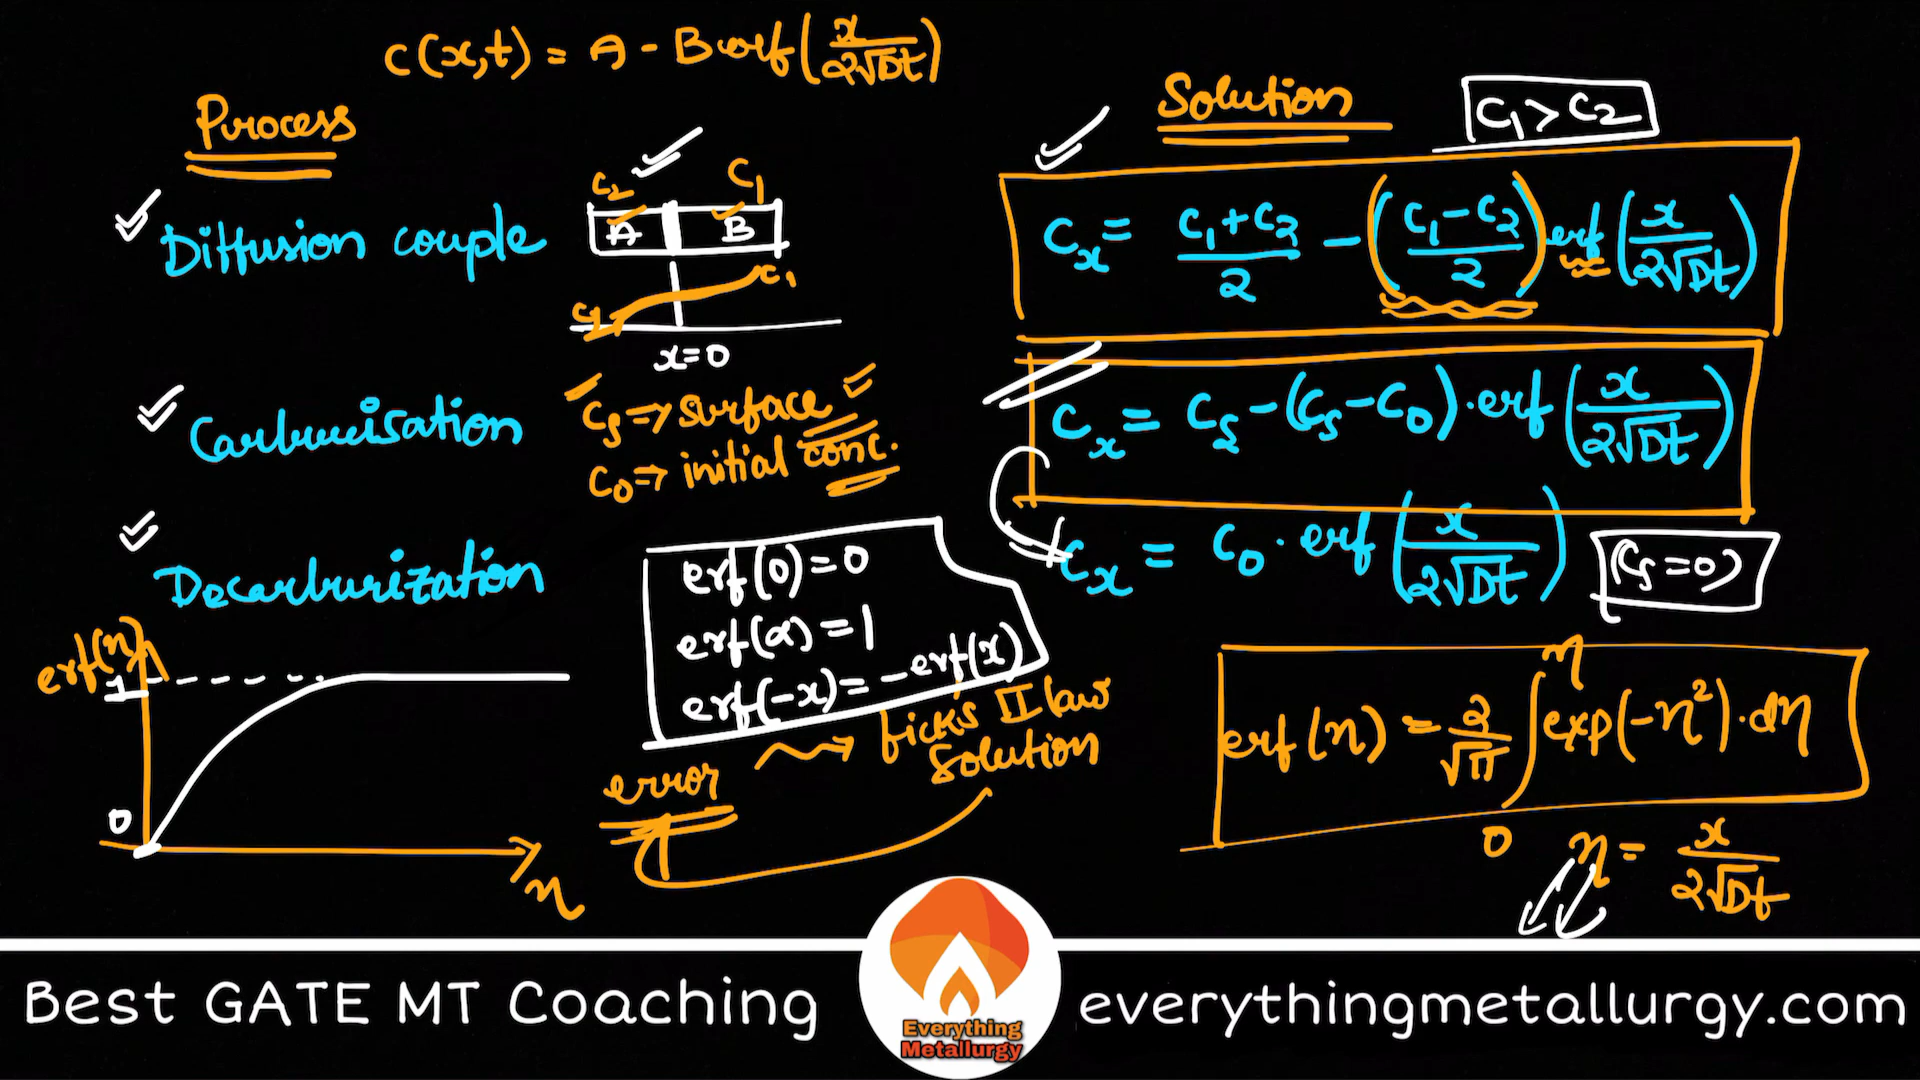 c(x,t) = A - B erf(x/2√Dt)
Process
Solution
C₁ > C₂
Diffusion couple
C₂ C₁
A B
C₂ C₁
x=0
Cₓ = (C₁+C₂)/2 - ((C₁-C₂)/2) erf(x/2√Dt)
Carburisation
Cs → surface
C₀ → initial conc.
Cₓ = Cs - (Cs - C₀)·erf(x/2√Dt)
Decarburization
Cₓ = C₀·erf(x/2√Dt)
(Cs = 0)
erf(0) = 0
erf(α) = 1
erf(-x) = -erf(x)
erf(η)
1
0
η
error
ficks II law
Solution
erf(η) = 2/√π ∫₀^η exp(-η²)·dη
η = x/2√Dt
Best GATE MT Coaching
Everything
Metallurgy
everythingmetallurgy.com